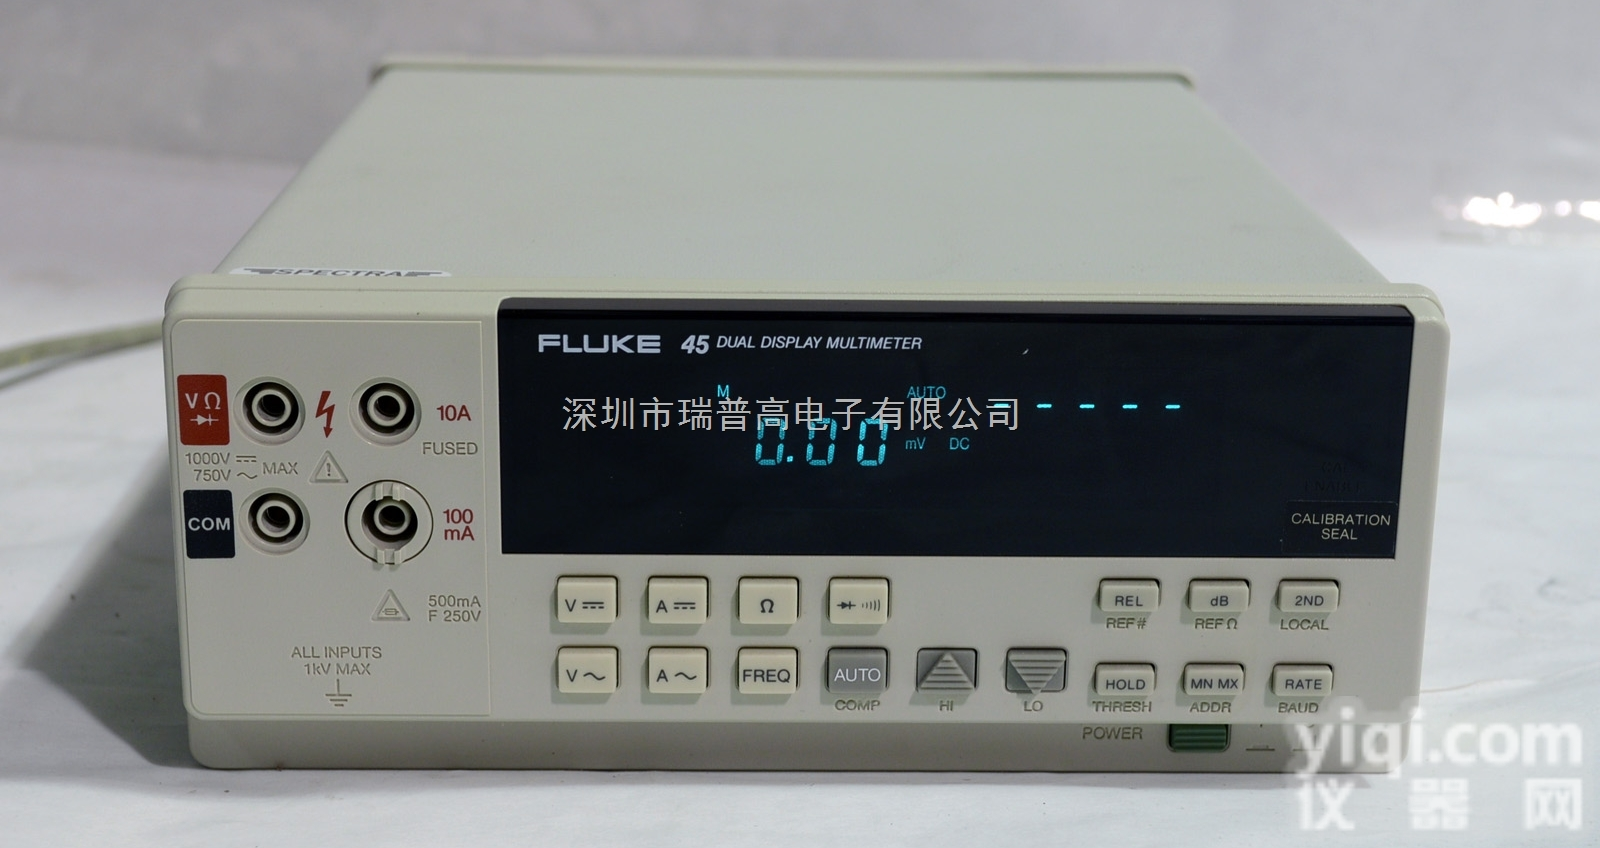 SPECTRA
FLUKE 45 DUAL DISPLAY MULTIMETER
M AUTO
深圳市瑞普高电子有限公司
- - - - -
0.00 mV DC
VΩ
10A
FUSED
1000V
750V MAX
COM
100
mA
500mA
F 250V
ALL INPUTS
1kV MAX
CALIBRATION
SEAL
V A Ω
REL dB 2ND
REF# REF Ω LOCAL
V A FREQ AUTO
COMP HI LO
HOLD MN MX RATE
THRESH ADDR BAUD
POWER
yiqi.com
仪器网